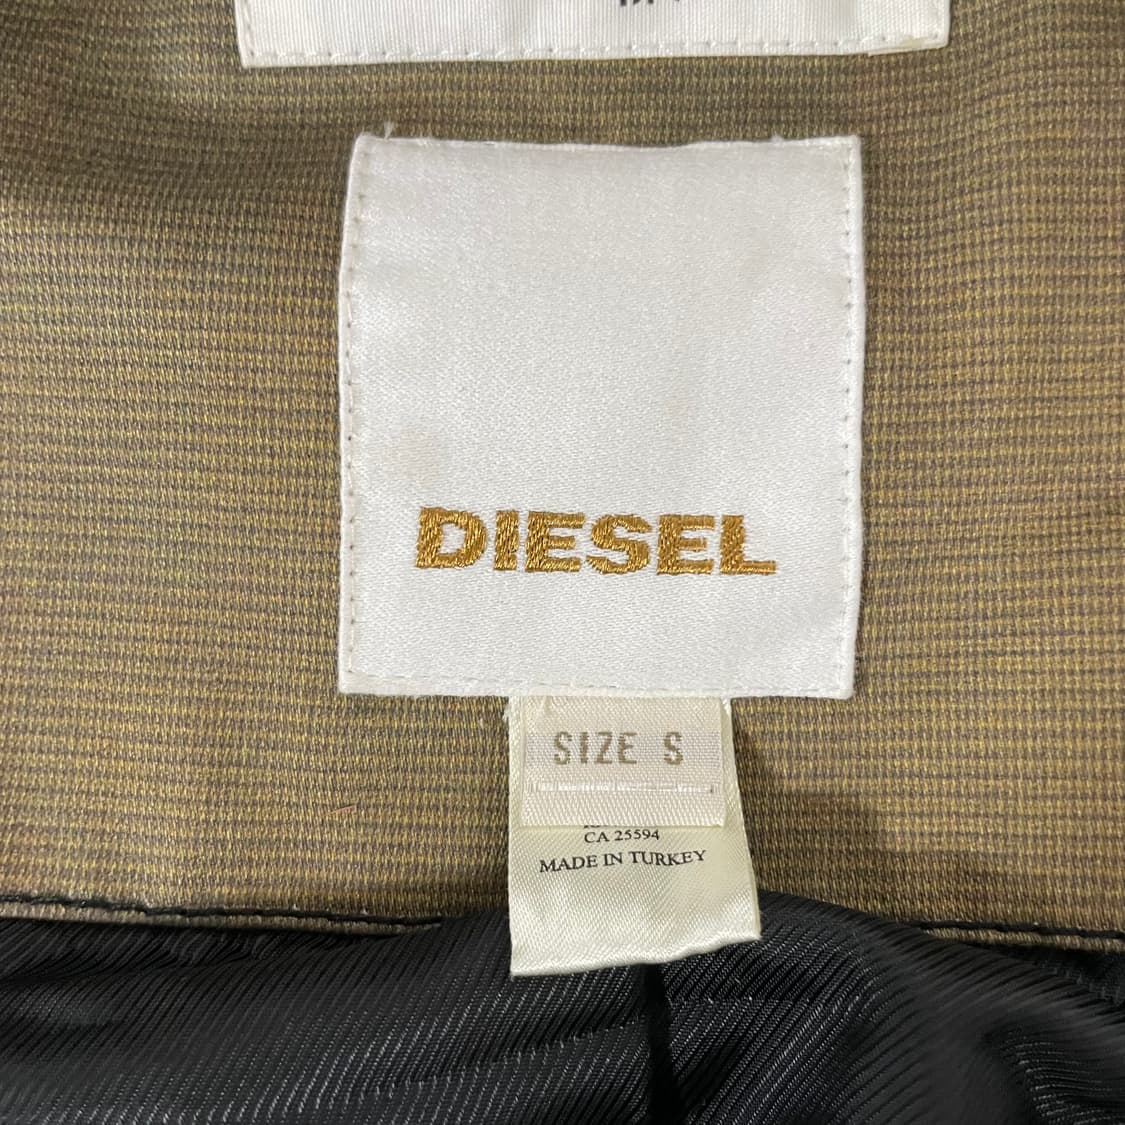 DIESEL
SIZE S
CA 25594
MADE IN TURKEY